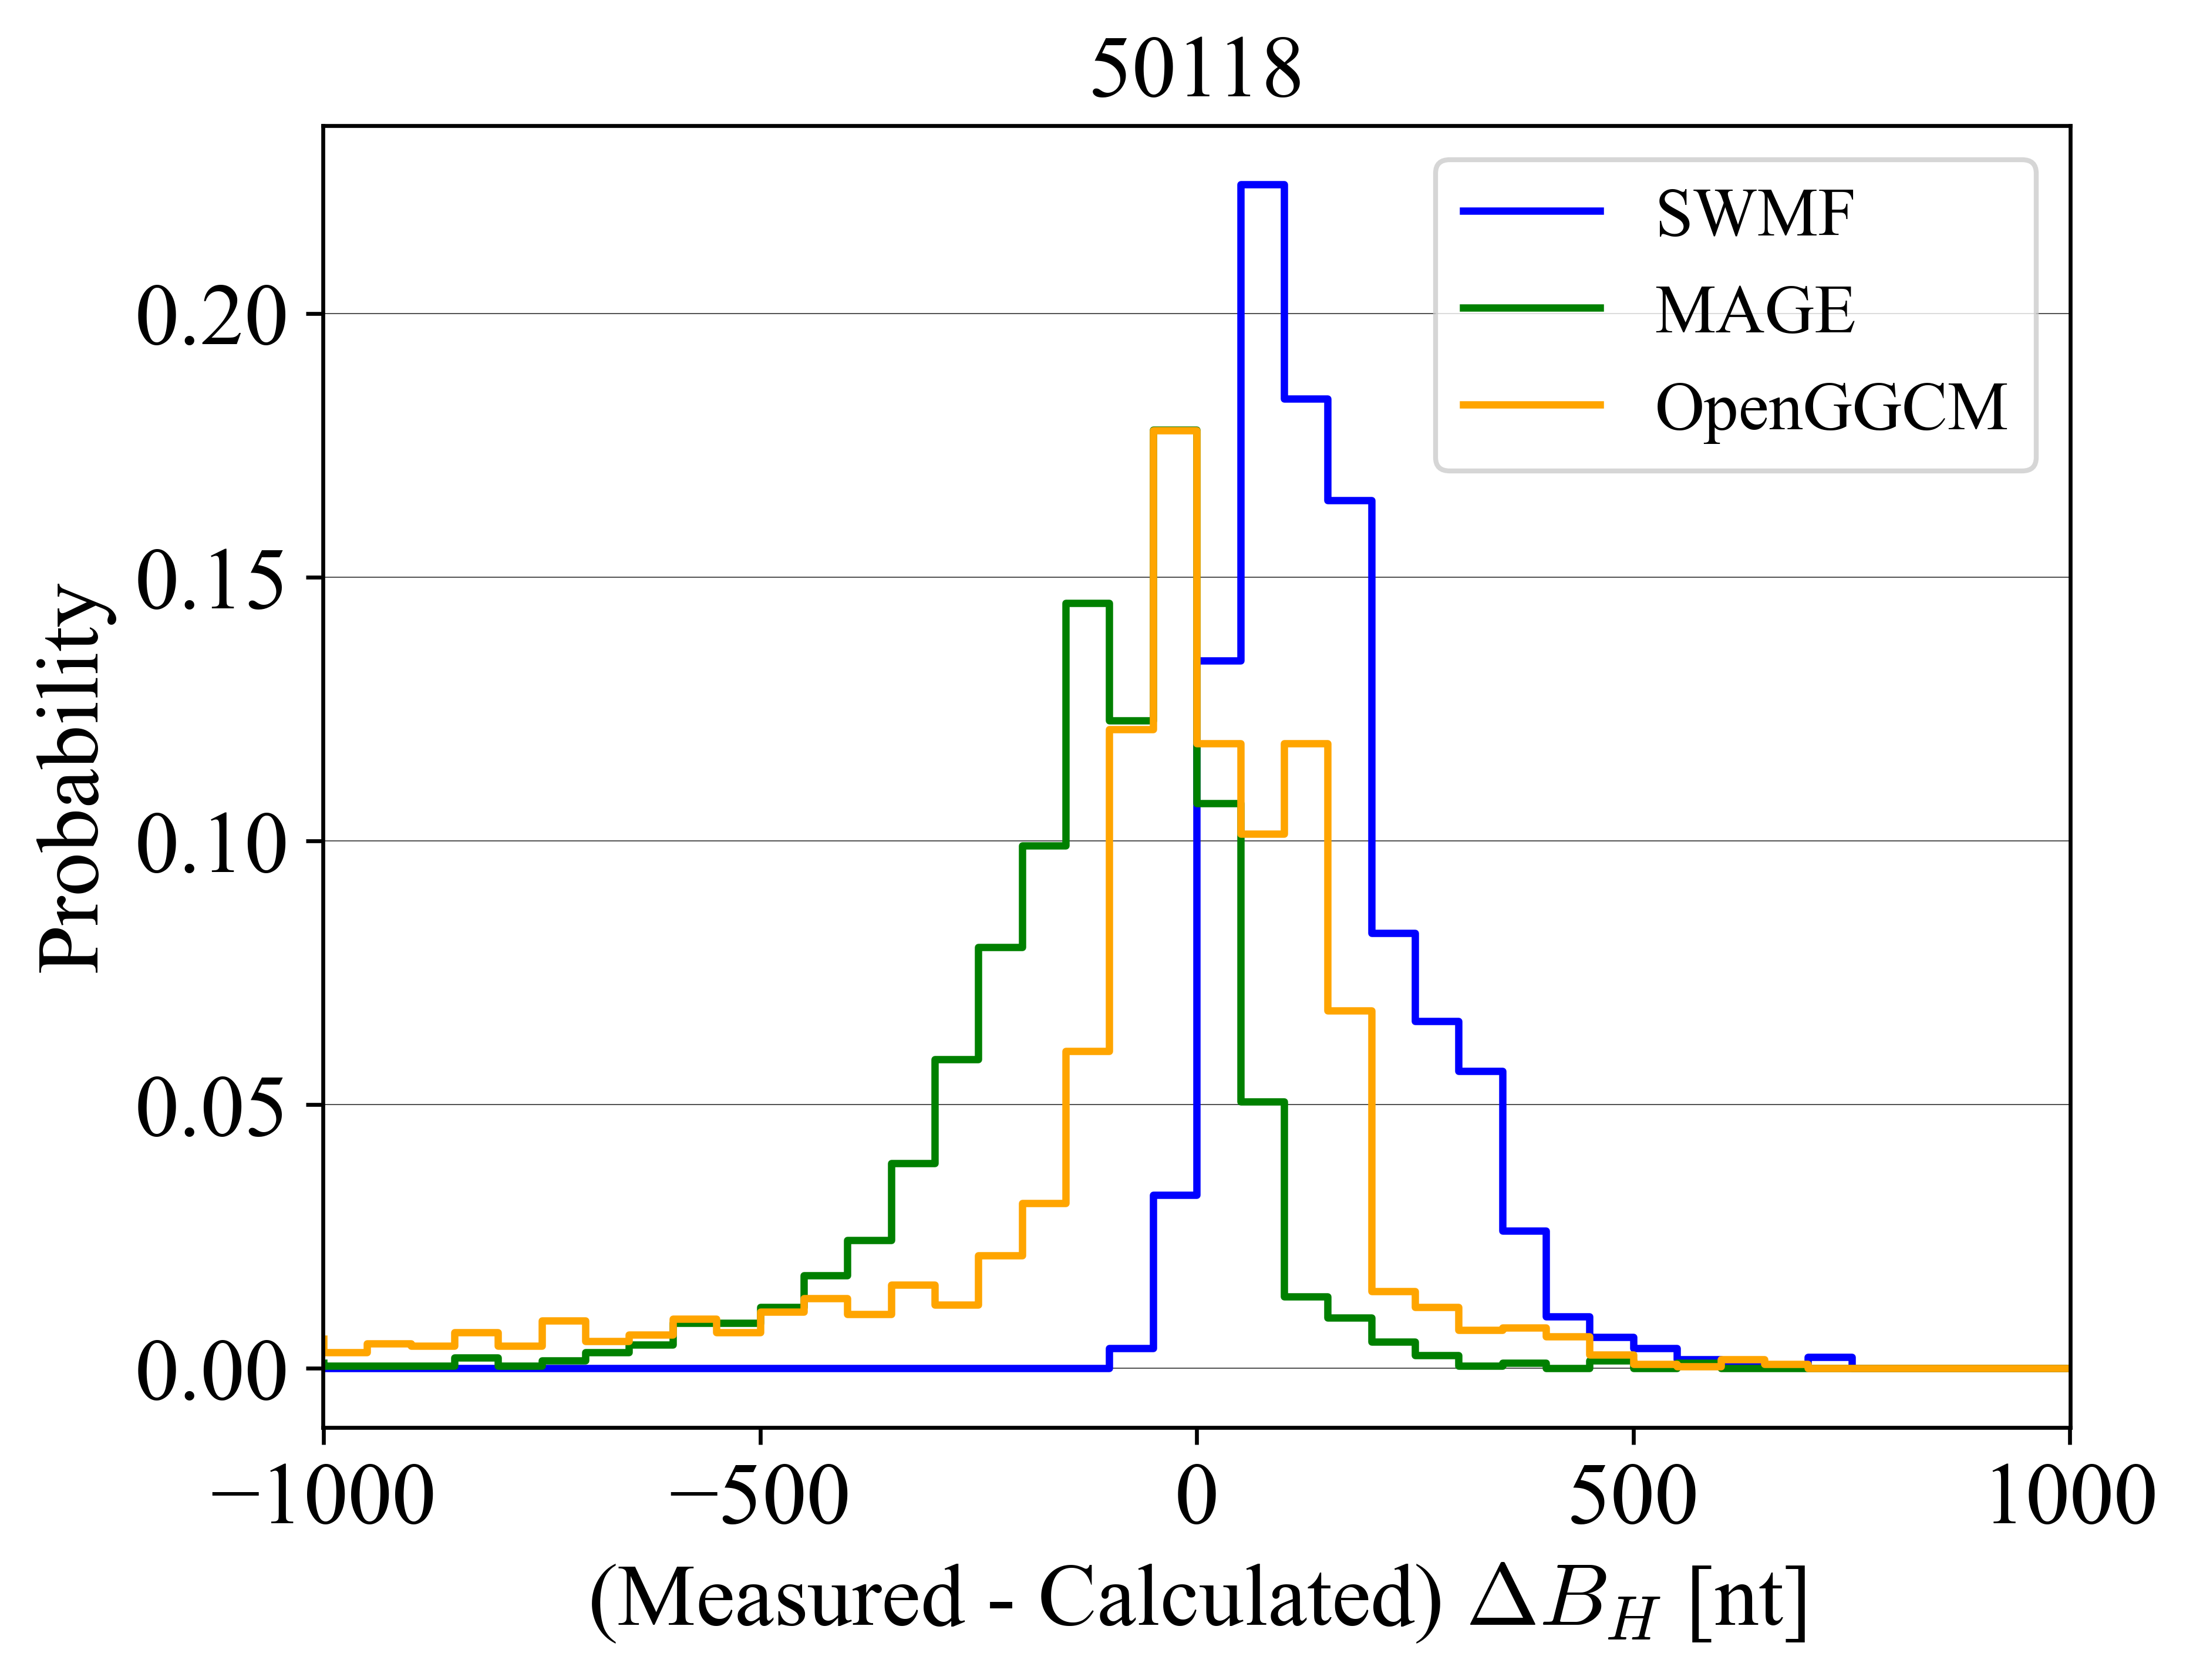 50118
SWMF
MAGE
OpenGGCM
Probability
0.20
0.15
0.10
0.05
0.00
−1000 −500 0 500 1000
(Measured - Calculated) ΔB_H [nt]